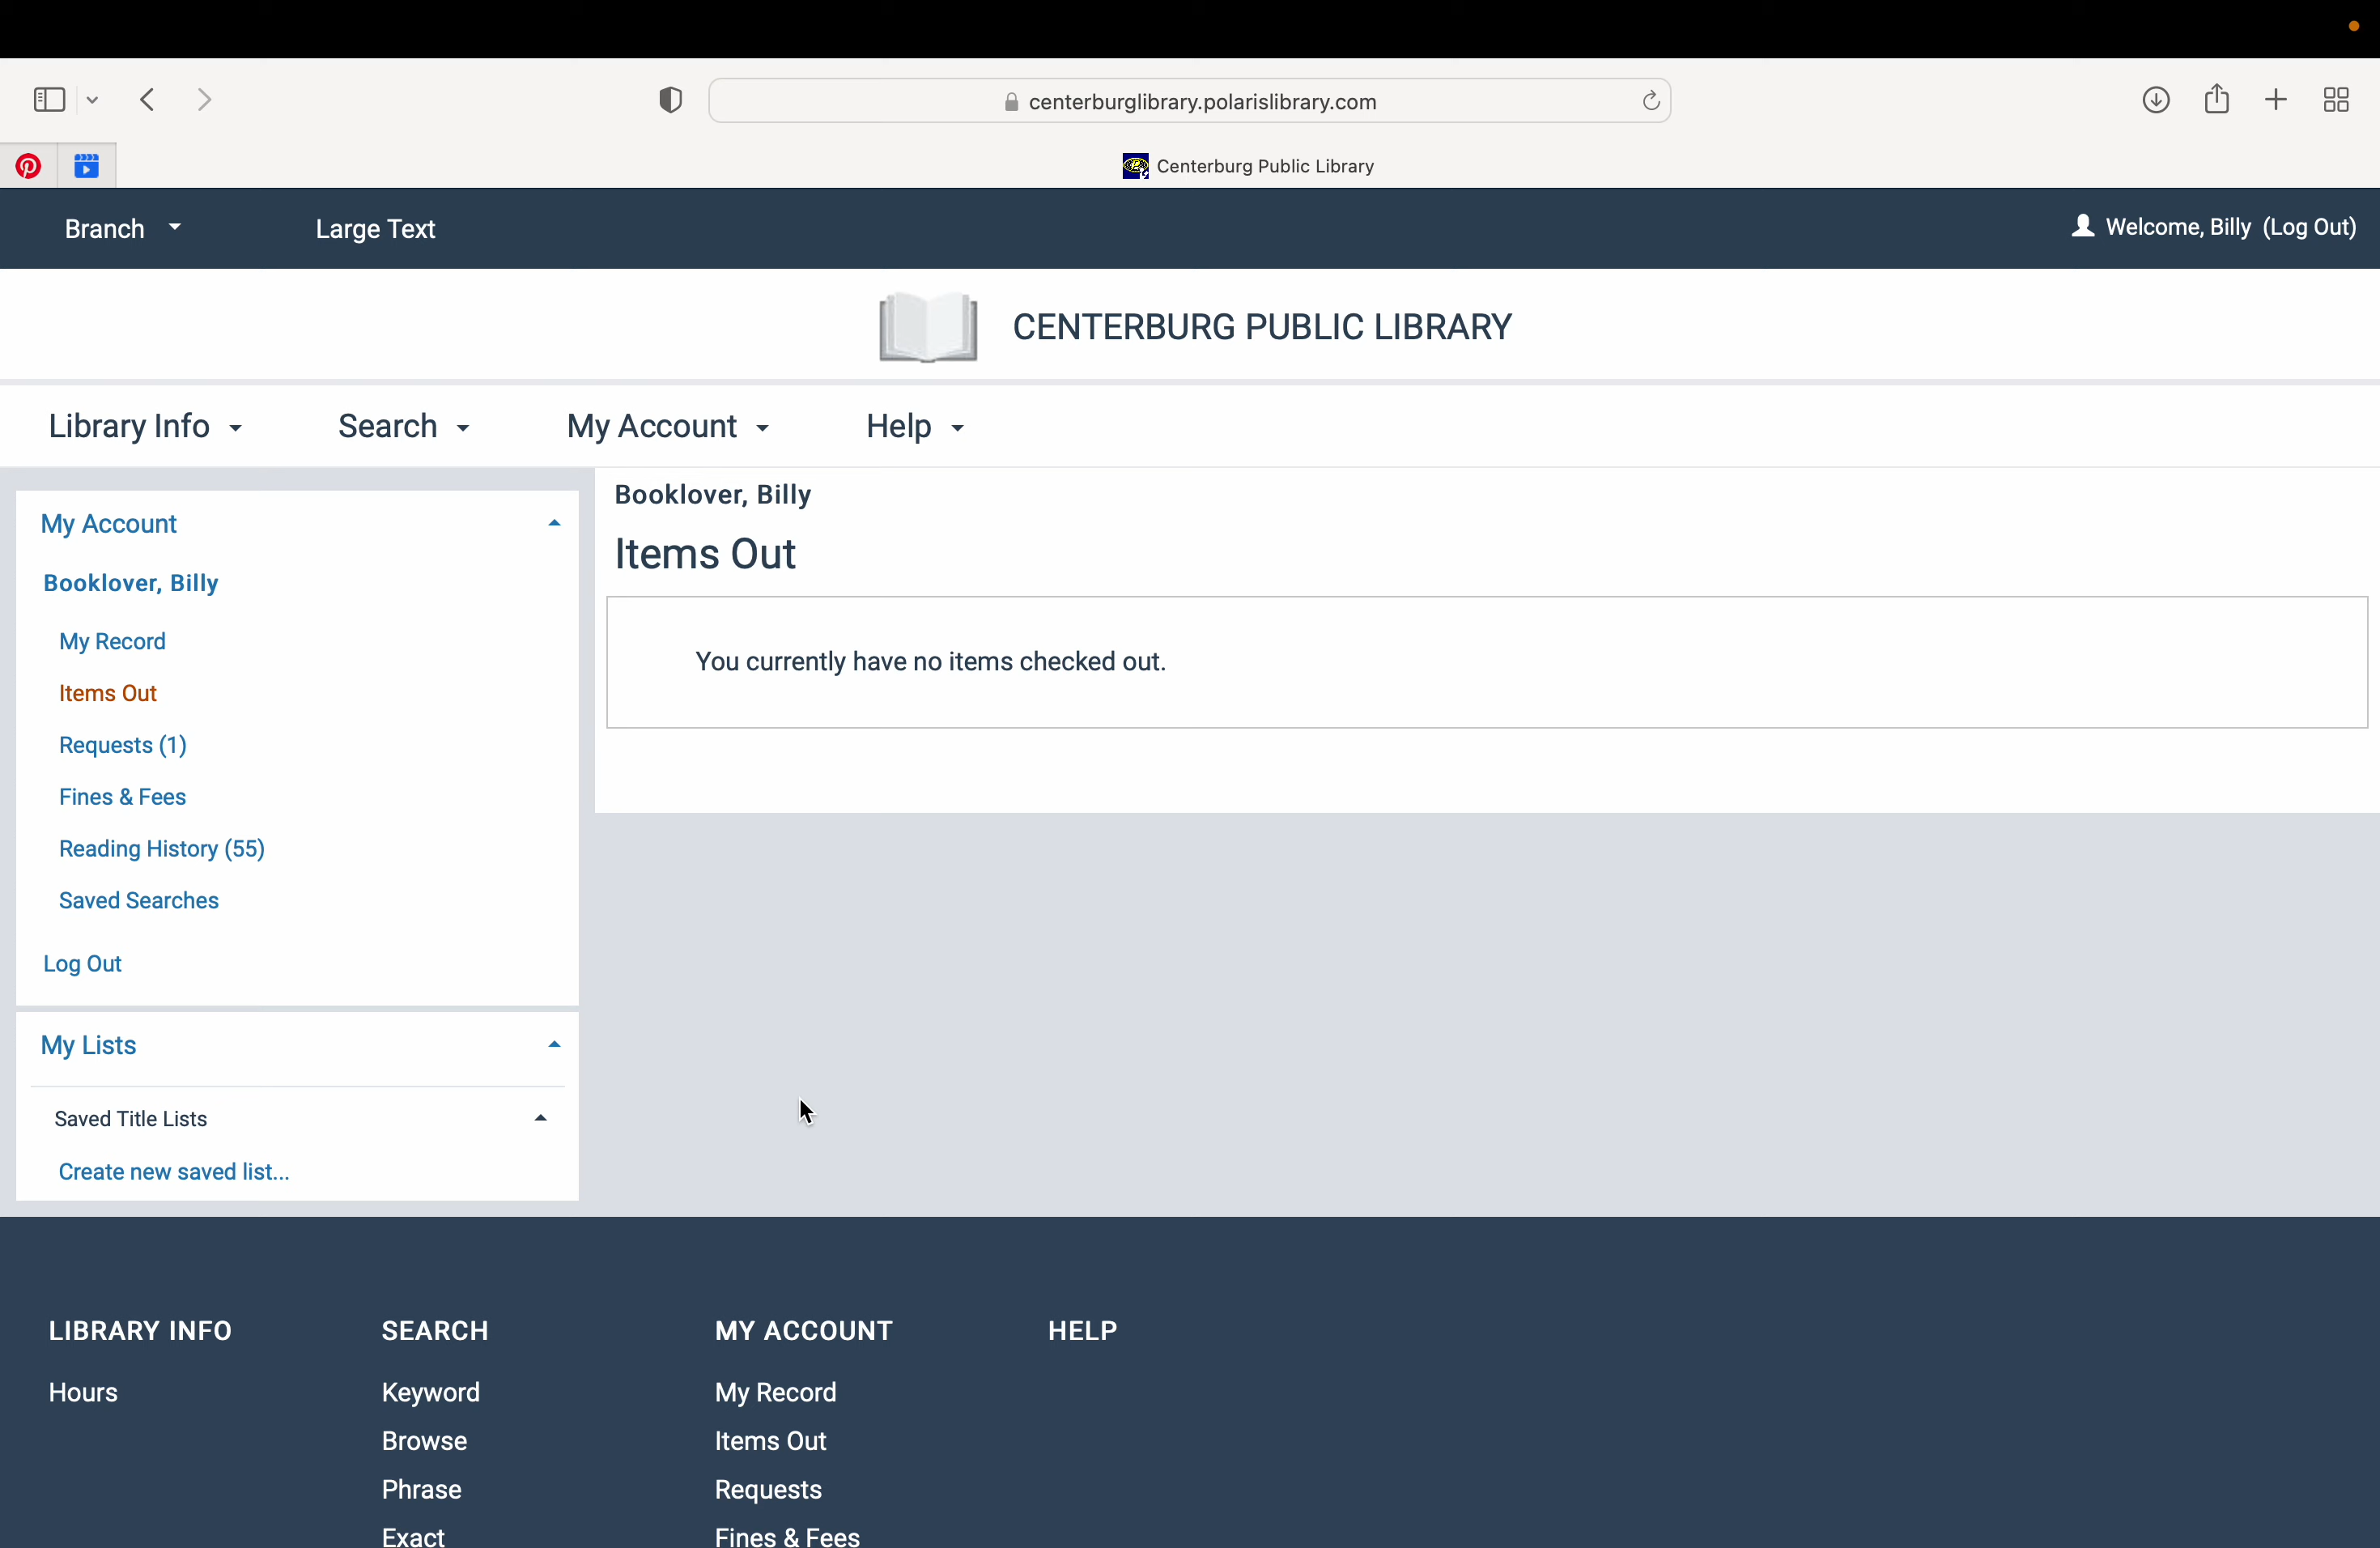 centerburglibrary.polarislibrary.com
Centerburg Public Library
Branch
Large Text
Welcome, Billy (Log Out)
CENTERBURG PUBLIC LIBRARY
Library Info
Search
My Account
Help
My Account
Booklover, Billy
My Record
Items Out
Requests (1)
Fines & Fees
Reading History (55)
Saved Searches
Log Out
My Lists
Saved Title Lists
Create new saved list...
Booklover, Billy
Items Out
You currently have no items checked out.
LIBRARY INFO
Hours
SEARCH
Keyword
Browse
Phrase
Exact
MY ACCOUNT
My Record
Items Out
Requests
Fines & Fees
HELP